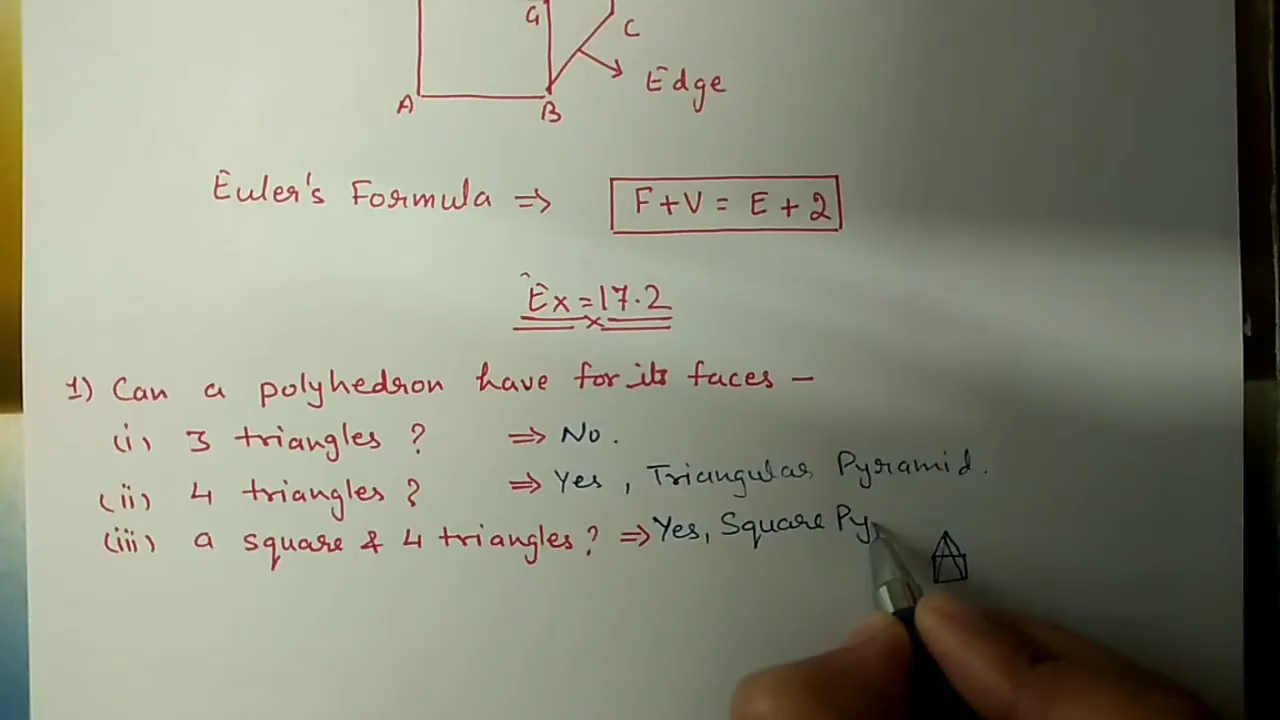 G
C
Edge
A
B
Euler's Formula ⇒ F+V = E+2
Ex=17.2
1) Can a polyhedron have for its faces —
(i) 3 triangles ? ⇒ No.
(ii) 4 triangles ? ⇒ Yes, Triangular Pyramid.
(iii) a square & 4 triangles? ⇒ Yes, Square Py